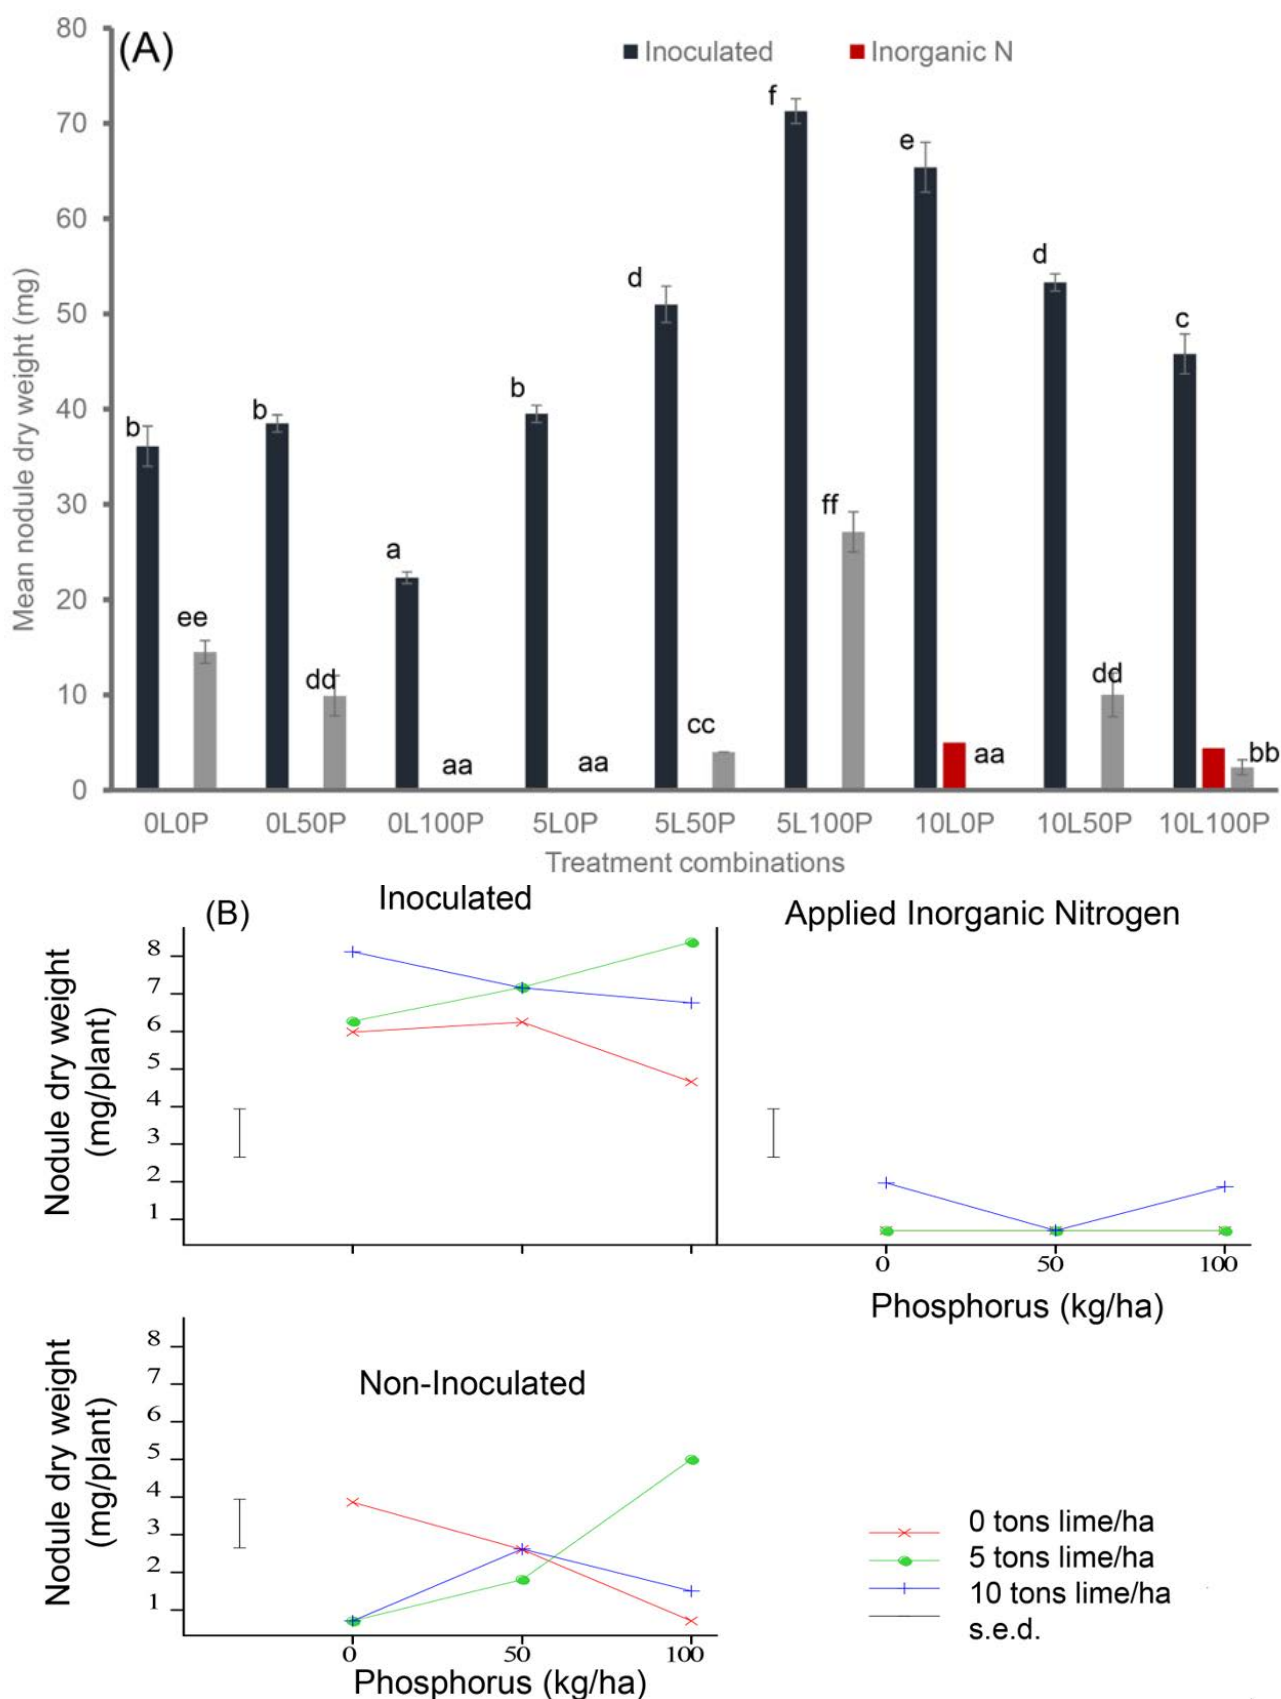 (A)
Inoculated
Inorganic N
80
70
60
50
40
30
20
10
0
Mean nodule dry weight (mg)
b
ee
b
dd
a
aa
b
aa
d
cc
f
ff
e
aa
d
dd
c
bb
0L0P 0L50P 0L100P 5L0P 5L50P 5L100P 10L0P 10L50P 10L100P
Treatment combinations
(B)
Inoculated
Applied Inorganic Nitrogen
Nodule dry weight
(mg/plant)
8
7
6
5
4
3
2
1
0 50 100
Phosphorus (kg/ha)
Non-Inoculated
Nodule dry weight
(mg/plant)
8
7
6
5
4
3
2
1
0 50 100
Phosphorus (kg/ha)
0 tons lime/ha
5 tons lime/ha
10 tons lime/ha
s.e.d.